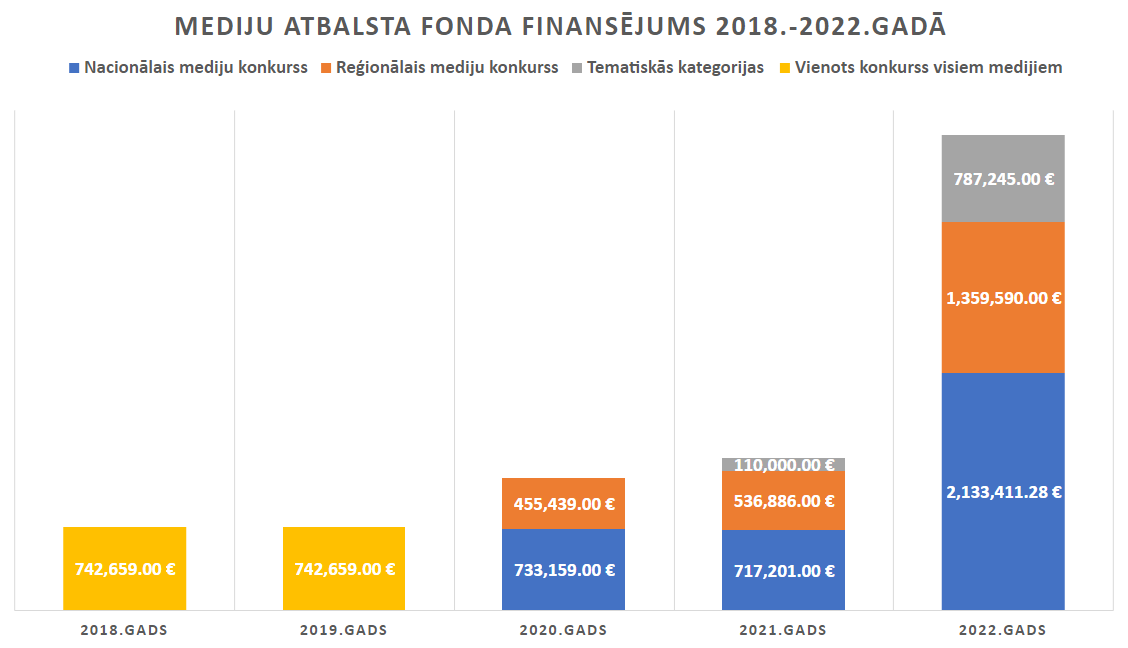 MEDIJU ATBALSTA FONDA FINANSĒJUMS 2018.-2022.GADĀ
Nacionālais mediju konkurss Reģionālais mediju konkurss Tematiskās kategorijas Vienots konkurss visiem medijiem
787,245.00 €
1,359,590.00 €
110,000.00 €
2,133,411.28 €
536,886.00 €
455,439.00 €
742,659.00 € 742,659.00 € 733,159.00 € 717,201.00 €
2018.GADS 2019.GADS 2020.GADS 2021.GADS 2022.GADS